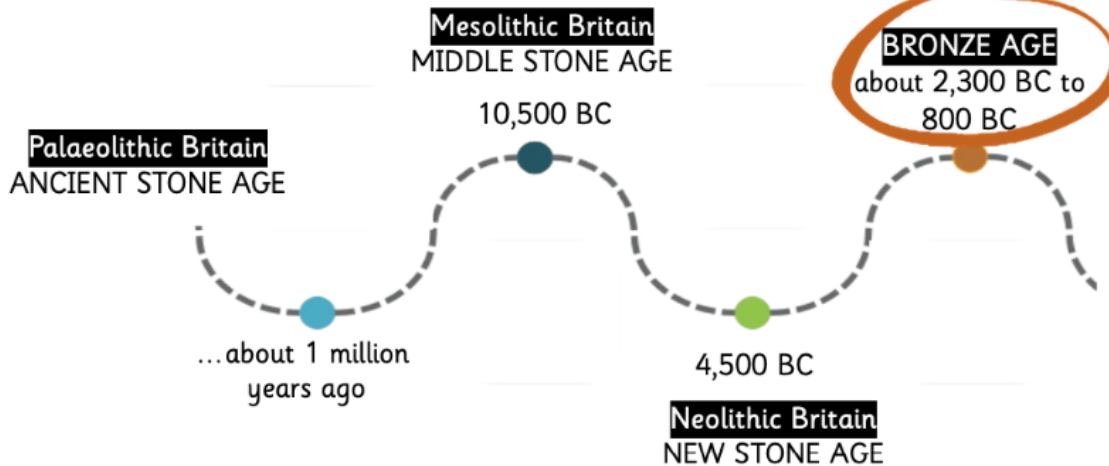 Palaeolithic Britain
ANCIENT STONE AGE
...about 1 million
years ago
Mesolithic Britain
MIDDLE STONE AGE
10,500 BC
4,500 BC
Neolithic Britain
NEW STONE AGE
BRONZE AGE
about 2,300 BC to
800 BC